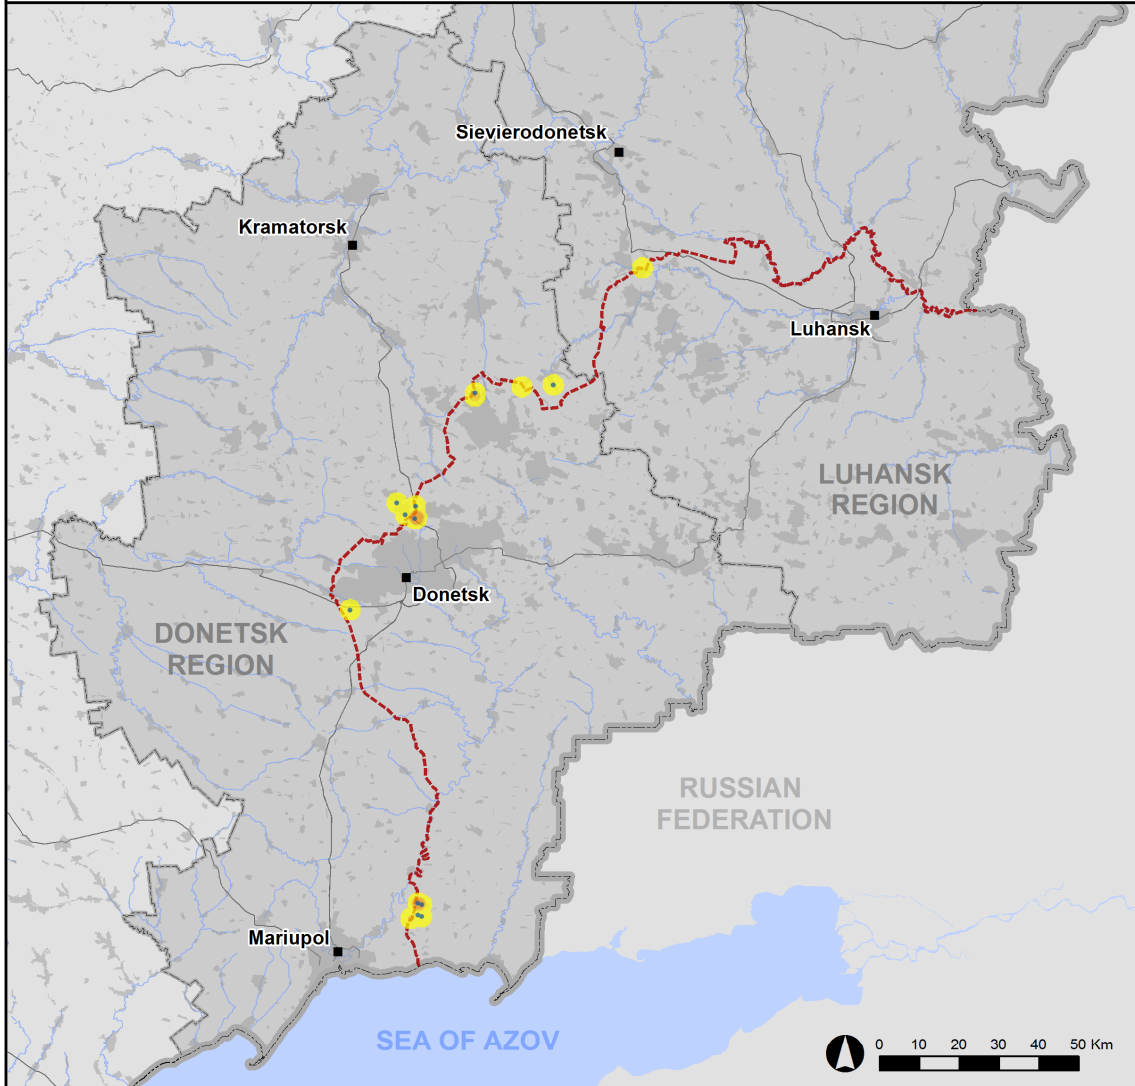 Sievierodonetsk
Kramatorsk
Luhansk
LUHANSK
REGION
Donetsk
DONETSK
REGION
RUSSIAN
FEDERATION
Mariupol
SEA OF AZOV
0 10 20 30 40 50 Km